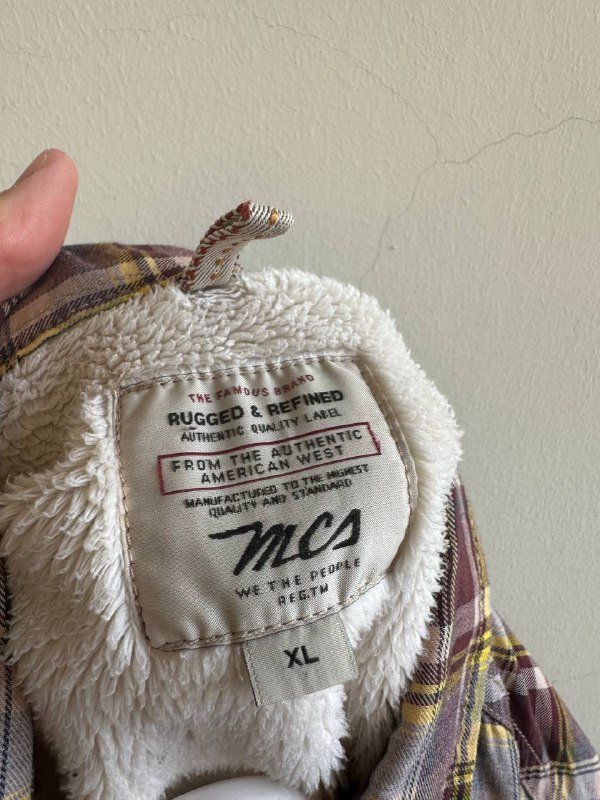 THE FAMOUS BRAND
RUGGED & REFINED
AUTHENTIC QUALITY LABEL
FROM THE AUTHENTIC
AMERICAN WEST
MANUFACTURED TO THE HIGHEST
QUALITY AND STANDARD
MCS
WE THE PEOPLE
REG.TM
XL